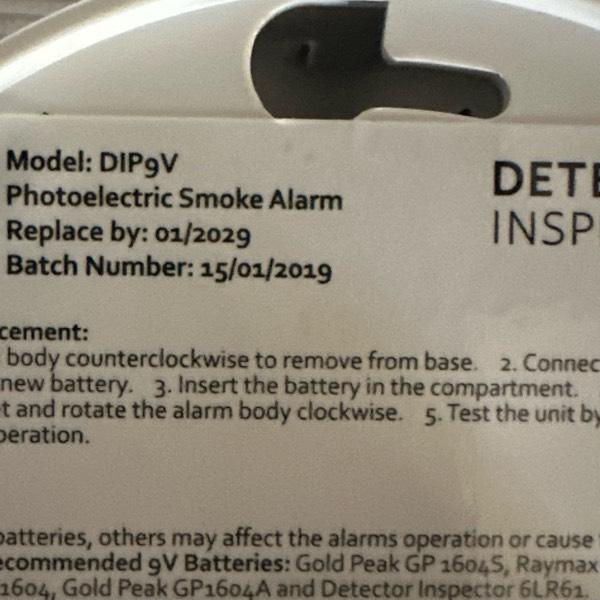 Model: DIP9V
Photoelectric Smoke Alarm
Replace by: 01/2029
Batch Number: 15/01/2019
DETE
INSP
cement:
body counterclockwise to remove from base. 2. Connec
new battery. 3. Insert the battery in the compartment.
t and rotate the alarm body clockwise. 5. Test the unit by
peration.
batteries, others may affect the alarms operation or cause
ecommended 9V Batteries: Gold Peak GP 1604S, Raymax
1604, Gold Peak GP1604A and Detector Inspector 6LR61.